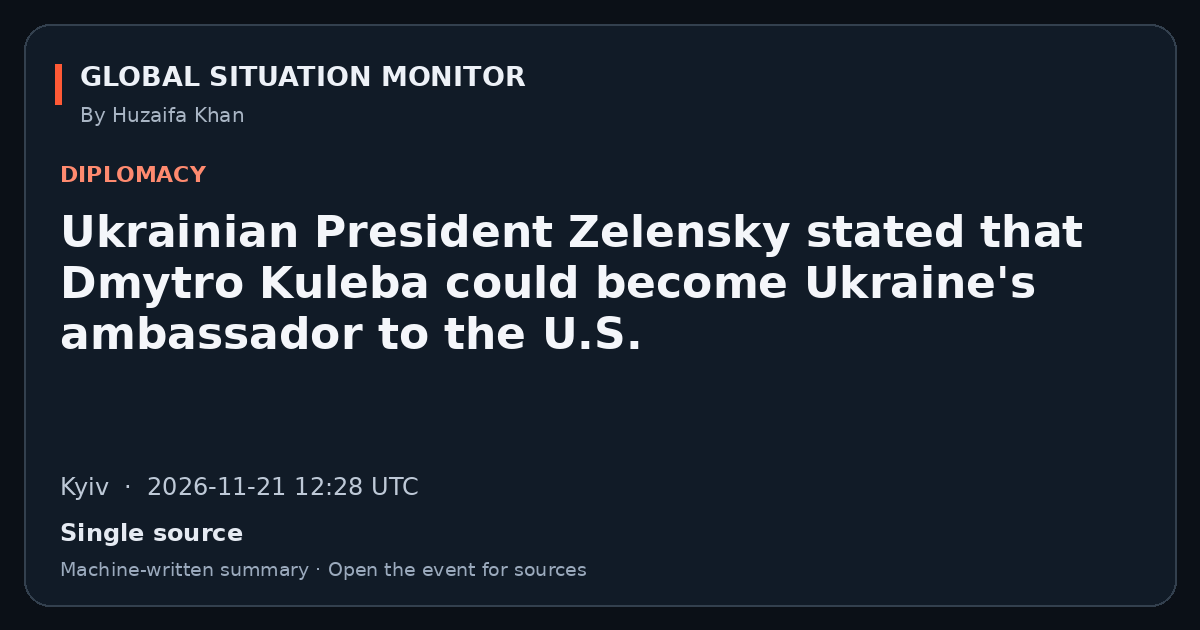 GLOBAL SITUATION MONITOR
By Huzaifa Khan
DIPLOMACY
Ukrainian President Zelensky stated that
Dmytro Kuleba could become Ukraine's
ambassador to the U.S.
Kyiv · 2026-11-21 12:28 UTC
Single source
Machine-written summary · Open the event for sources